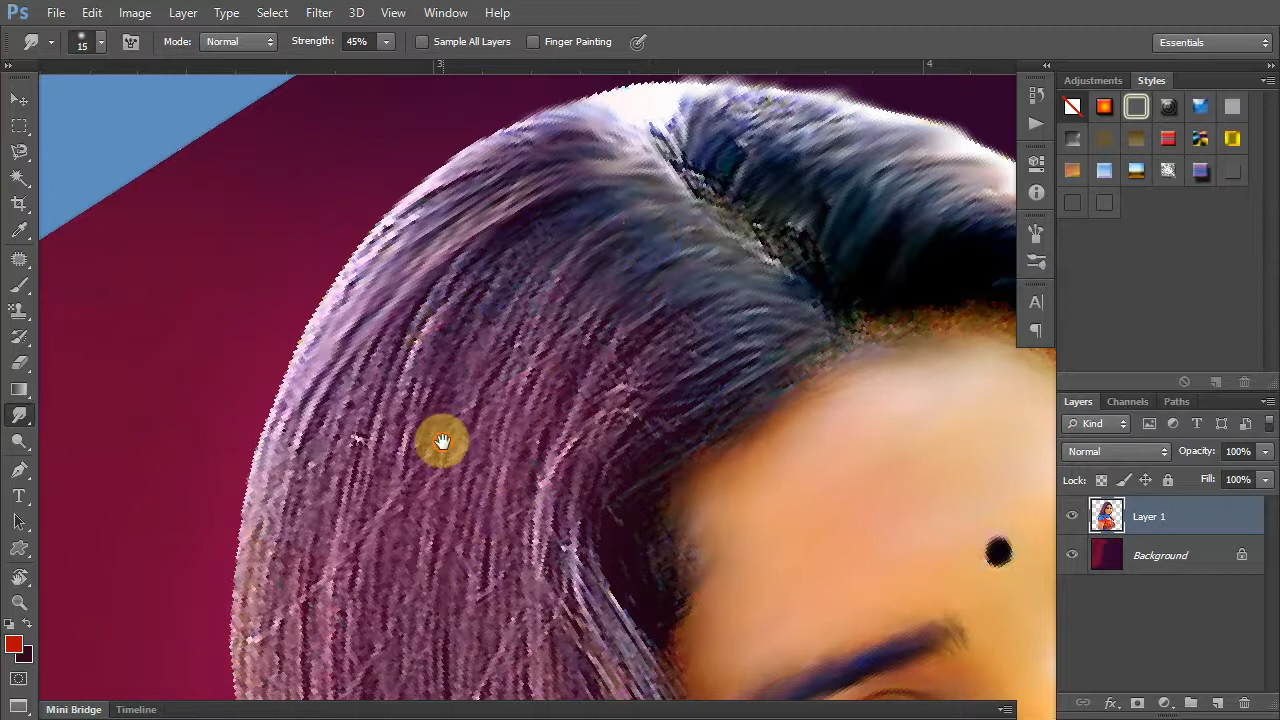 Ps File Edit Image Layer Type Select Filter 3D View Window Help
15 Mode: Normal Strength: 45% Sample All Layers Finger Painting Essentials
3 4
Adjustments Styles
A|
Layers Channels Paths
Kind
Normal Opacity: 100%
Lock: Fill: 100%
Layer 1
Background
Mini Bridge Timeline